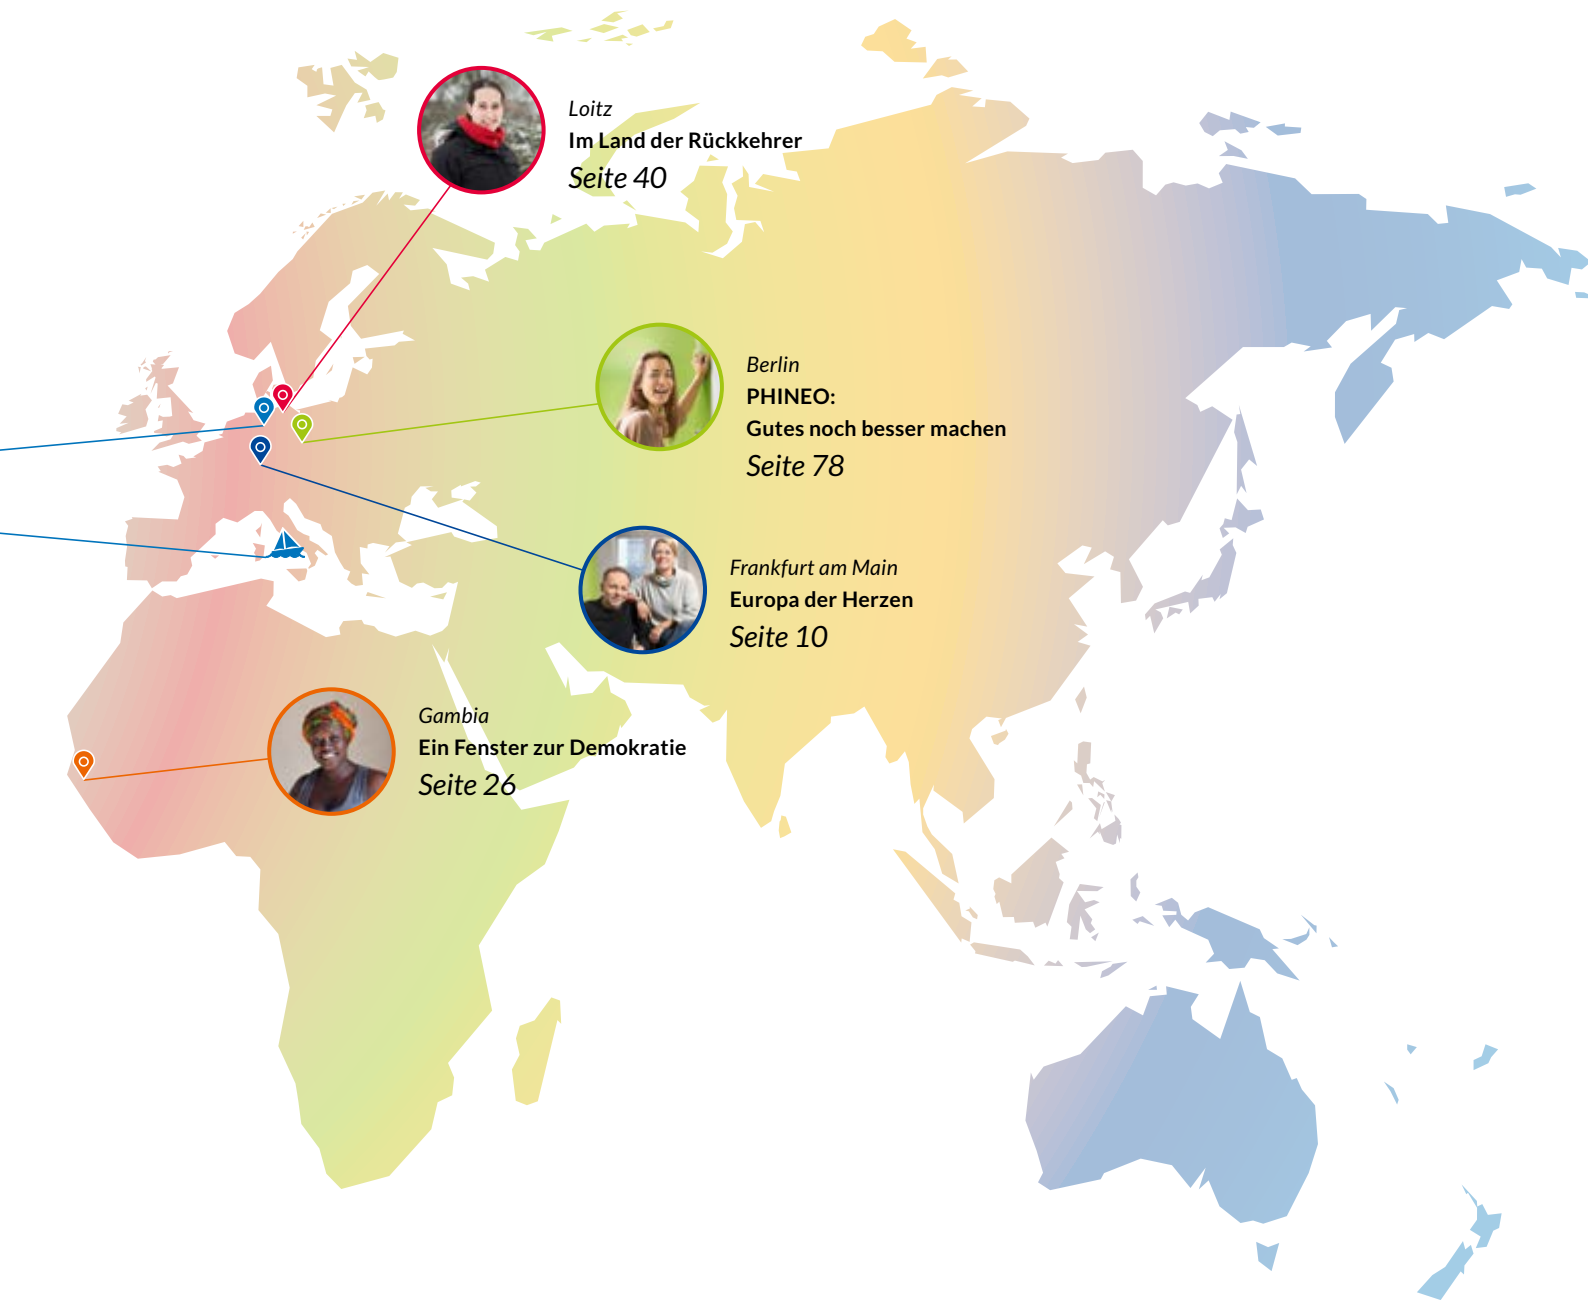 Loitz
Im Land der Rückkehrer
Seite 40
Berlin
PHINEO:
Gutes noch besser machen
Seite 78
Frankfurt am Main
Europa der Herzen
Seite 10
Gambia
Ein Fenster zur Demokratie
Seite 26